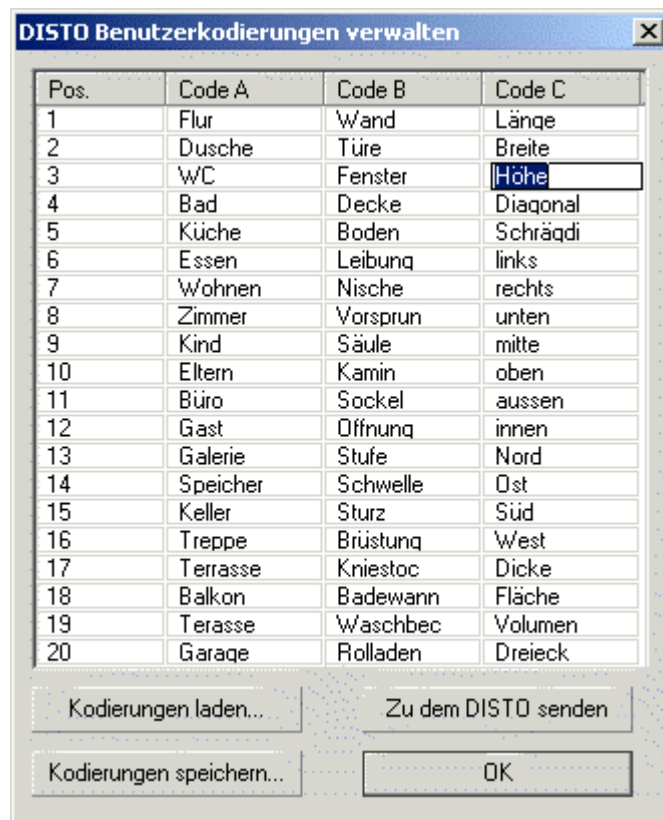 DISTO Benutzerkodierungen verwalten
Pos. Code A Code B Code C
1 Flur Wand Länge
2 Dusche Türe Breite
3 WC Fenster Höhe
4 Bad Decke Diagonal
5 Küche Boden Schrägdi
6 Essen Leibung links
7 Wohnen Nische rechts
8 Zimmer Vorsprun unten
9 Kind Säule mitte
10 Eltern Kamin oben
11 Büro Sockel aussen
12 Gast Öffnung innen
13 Galerie Stufe Nord
14 Speicher Schwelle Ost
15 Keller Sturz Süd
16 Treppe Brüstung West
17 Terrasse Kniestoc Dicke
18 Balkon Badewann Fläche
19 Terasse Waschbec Volumen
20 Garage Rolladen Dreieck
Kodierungen laden... Zu dem DISTO senden
Kodierungen speichern... OK